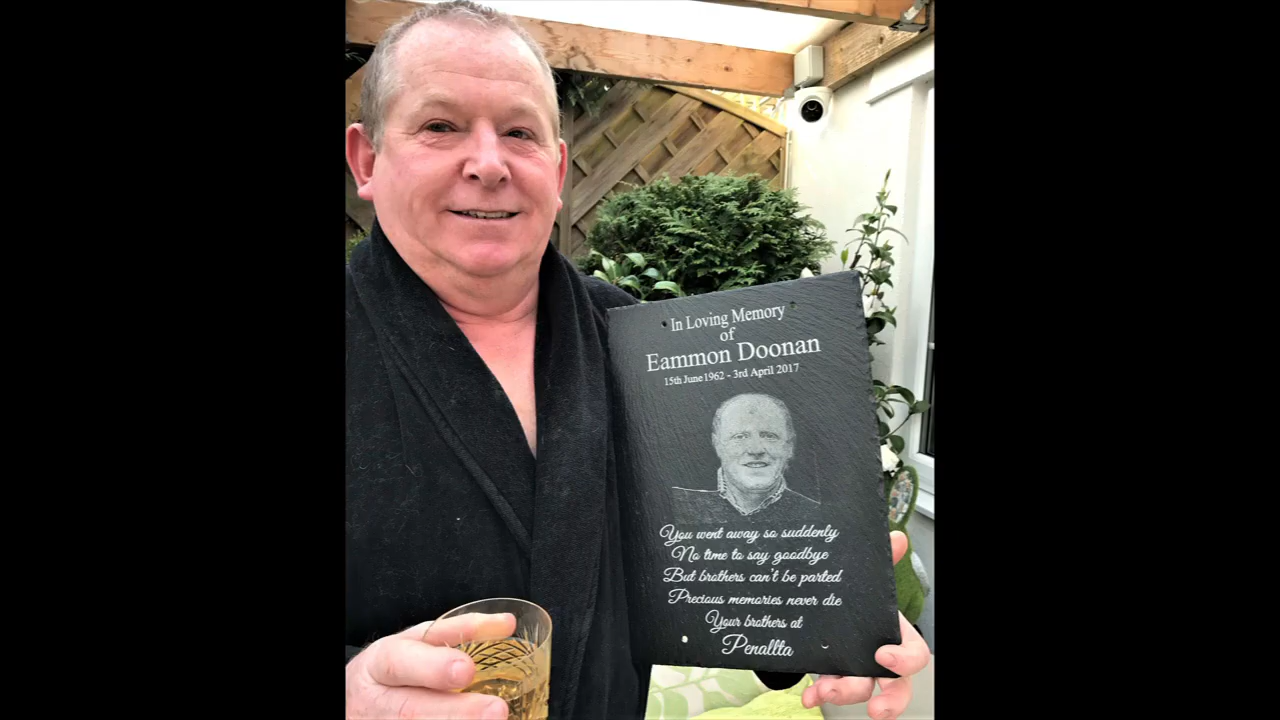 In Loving Memory
of
Eammon Doonan
15th June 1962 - 3rd April 2017
You went away so suddenly
No time to say goodbye
But brothers can't be parted
Precious memories never die
Your brothers at
Penallta